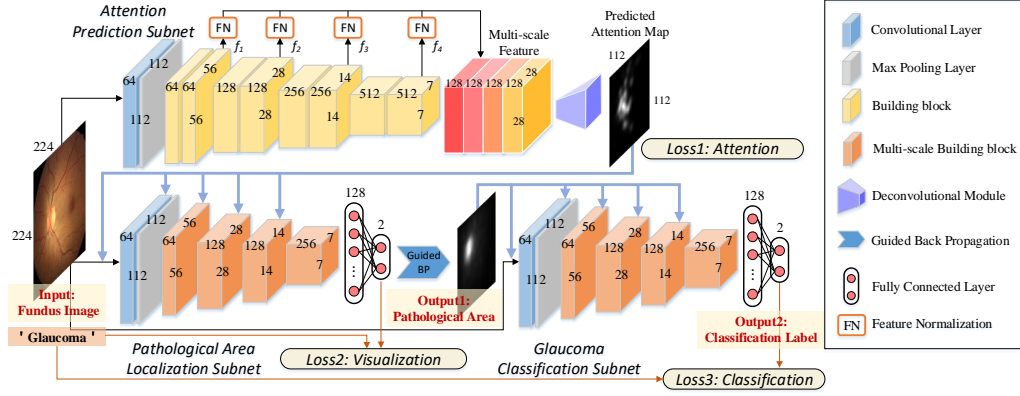 Attention
Prediction Subnet
FN FN FN FN
f1 f2 f3 f4
Multi-scale
Feature
Predicted
Attention Map
64 112 112
64 64 56 56
128 128 28 28
256 256 14 14
512 512 7 7
128 128 128 128 28 28
112 112
Loss1: Attention
224
224
Input:
Fundus Image
' Glaucoma '
64 112 112
64 56 56
128 28 28
128 14 14
256 7 7
128
2
Guided
BP
Output1:
Pathological Area
64 112 112
64 56 56
128 28 28
128 14 14
256 7 7
128
2
Output2:
Classification Label
Pathological Area
Localization Subnet
Loss2: Visualization
Glaucoma
Classification Subnet
Loss3: Classification
Convolutional Layer
Max Pooling Layer
Building block
Multi-scale Building block
Deconvolutional Module
Guided Back Propagation
Fully Connected Layer
FN Feature Normalization